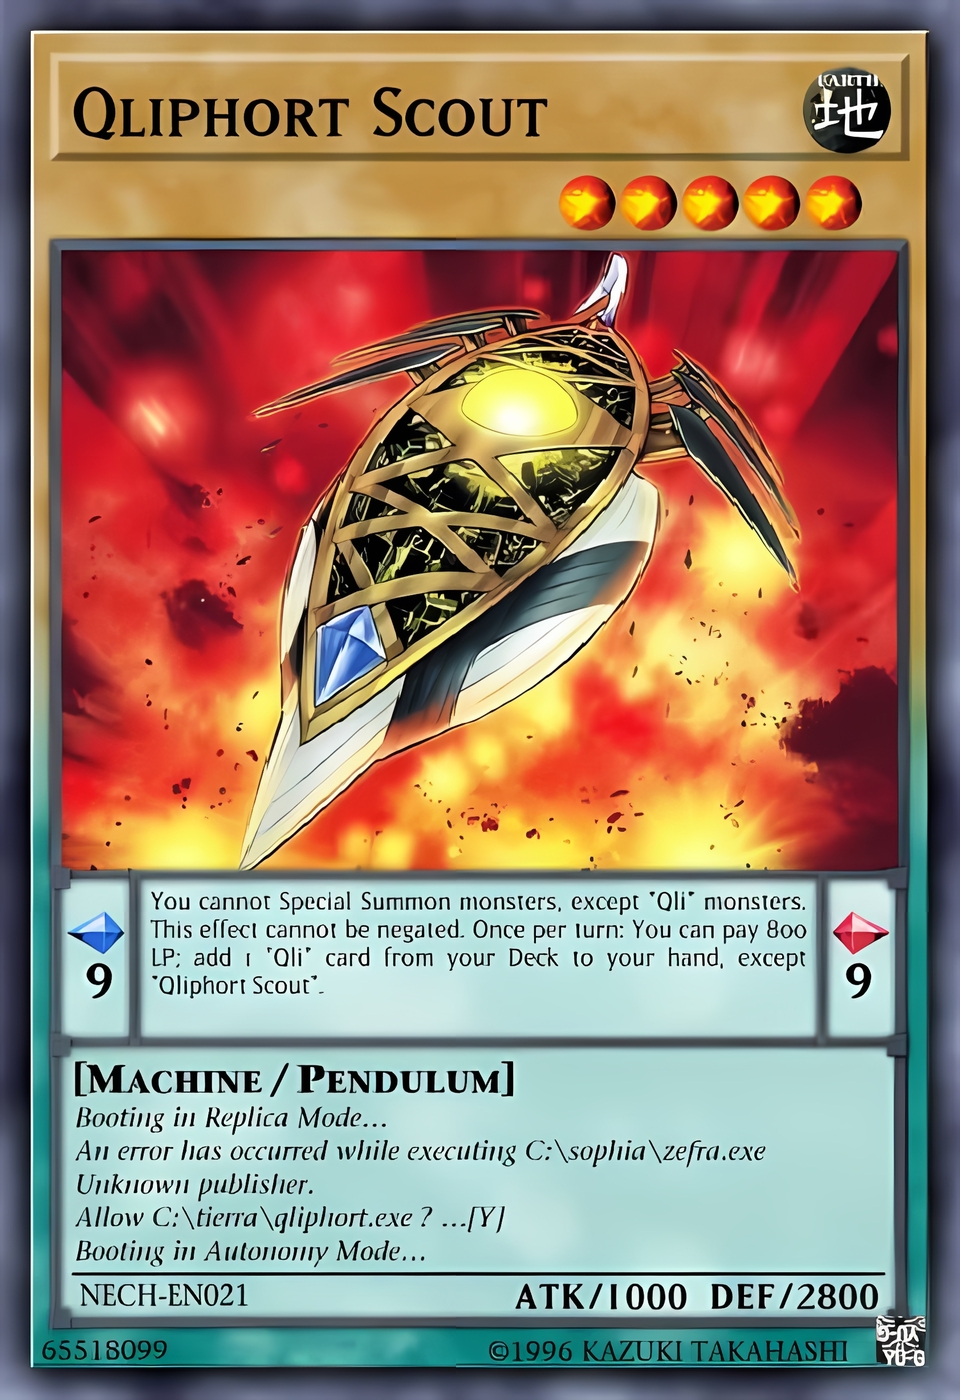 Qliphort Scout
EARTH
地
You cannot Special Summon monsters, except "Qli" monsters.
This effect cannot be negated. Once per turn: You can pay 800
LP; add 1 "Qli" card from your Deck to your hand, except
"Qliphort Scout".
9
9
[Machine / Pendulum]
Booting in Replica Mode...
An error has occurred while executing C:\sophia\zefra.exe
Unknown publisher.
Allow C:\tierra\qliphort.exe ? ...[Y]
Booting in Autonomy Mode...
NECH-EN021
ATK/1000 DEF/2800
65518099
©1996 KAZUKI TAKAHASHI